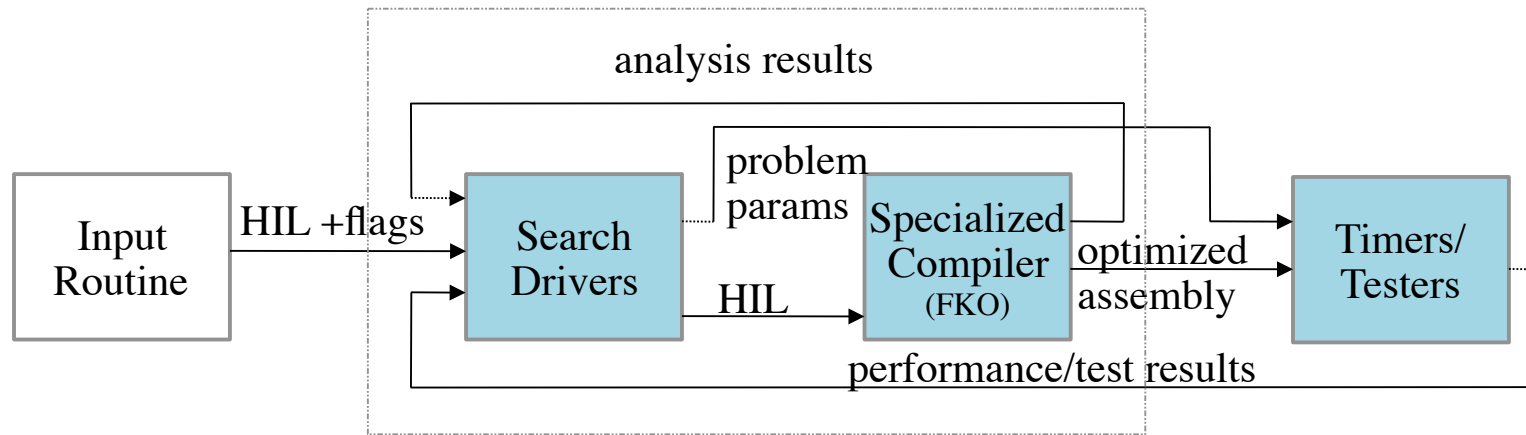 analysis results
Input
Routine
HIL +flags
Search
Drivers
problem
params
HIL
Specialized
Compiler
(FKO)
optimized
assembly
Timers/
Testers
performance/test results